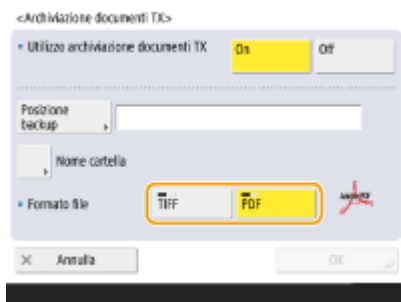 <Archiviazione documenti TX>
Utilizzo archiviazione documenti TX
On
Off
Posizione
backup
Nome cartella
Formato file
TIFF
PDF
Annulla
OK